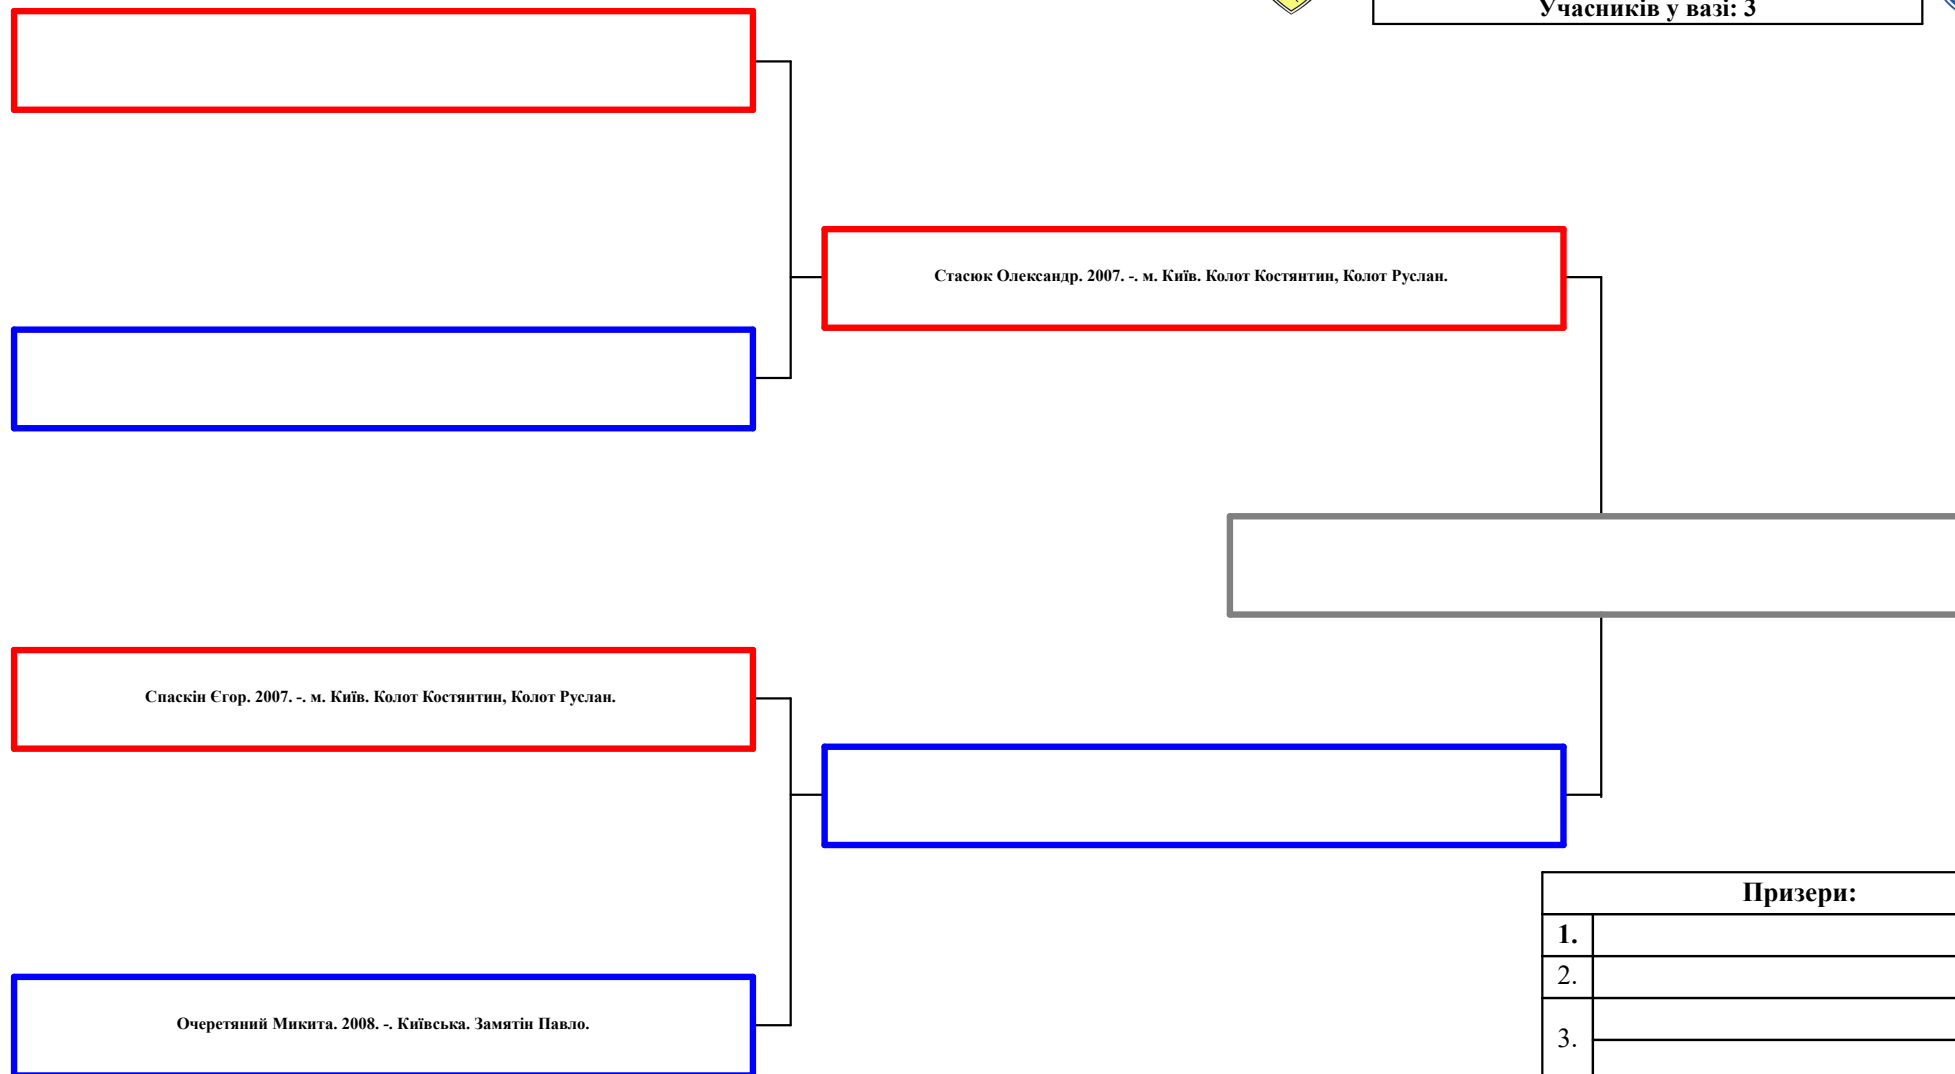 Учасників у вазі: 3
Стасюк Олександр. 2007. -. м. Київ. Колот Костянтин, Колот Руслан.
Спаскін Єгор. 2007. -. м. Київ. Колот Костянтин, Колот Руслан.
Очеретяний Микита. 2008. -. Київська. Замятін Павло.
Призери:
1.
2.
3.